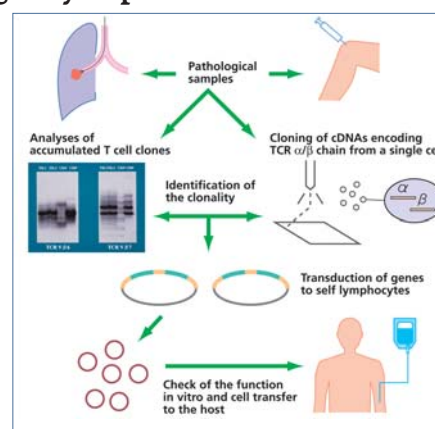 Pathological
samples
Analyses of
accumulated T cell clones
Cloning of cDNAs encoding
TCR α/β chain from a single ce
Identification of
the clonality
α
β
Transduction of genes
to self lymphocytes
Check of the function
in vitro and cell transfer
to the host